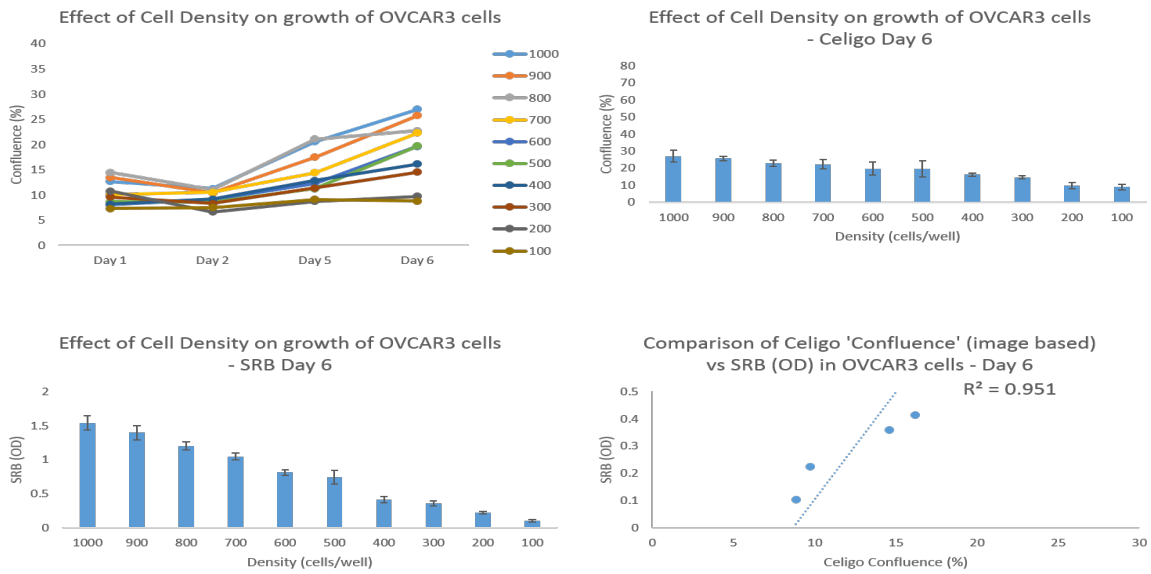 Effect of Cell Density on growth of OVCAR3 cells
40
35
30
25
20
15
10
5
0
Confluence (%)
Day 1
Day 2
Day 5
Day 6
1000
900
800
700
600
500
400
300
200
100
Effect of Cell Density on growth of OVCAR3 cells
- Celigo Day 6
80
70
60
50
40
30
20
10
0
Confluence (%)
1000 900 800 700 600 500 400 300 200 100
Density (cells/well)
Effect of Cell Density on growth of OVCAR3 cells
- SRB Day 6
2
1.5
1
0.5
0
SRB (OD)
1000 900 800 700 600 500 400 300 200 100
Density (cells/well)
Comparison of Celigo 'Confluence' (image based)
vs SRB (OD) in OVCAR3 cells - Day 6
R² = 0.951
0.5
0.4
0.3
0.2
0.1
0
SRB (OD)
0 5 10 15 20 25 30
Celigo Confluence (%)